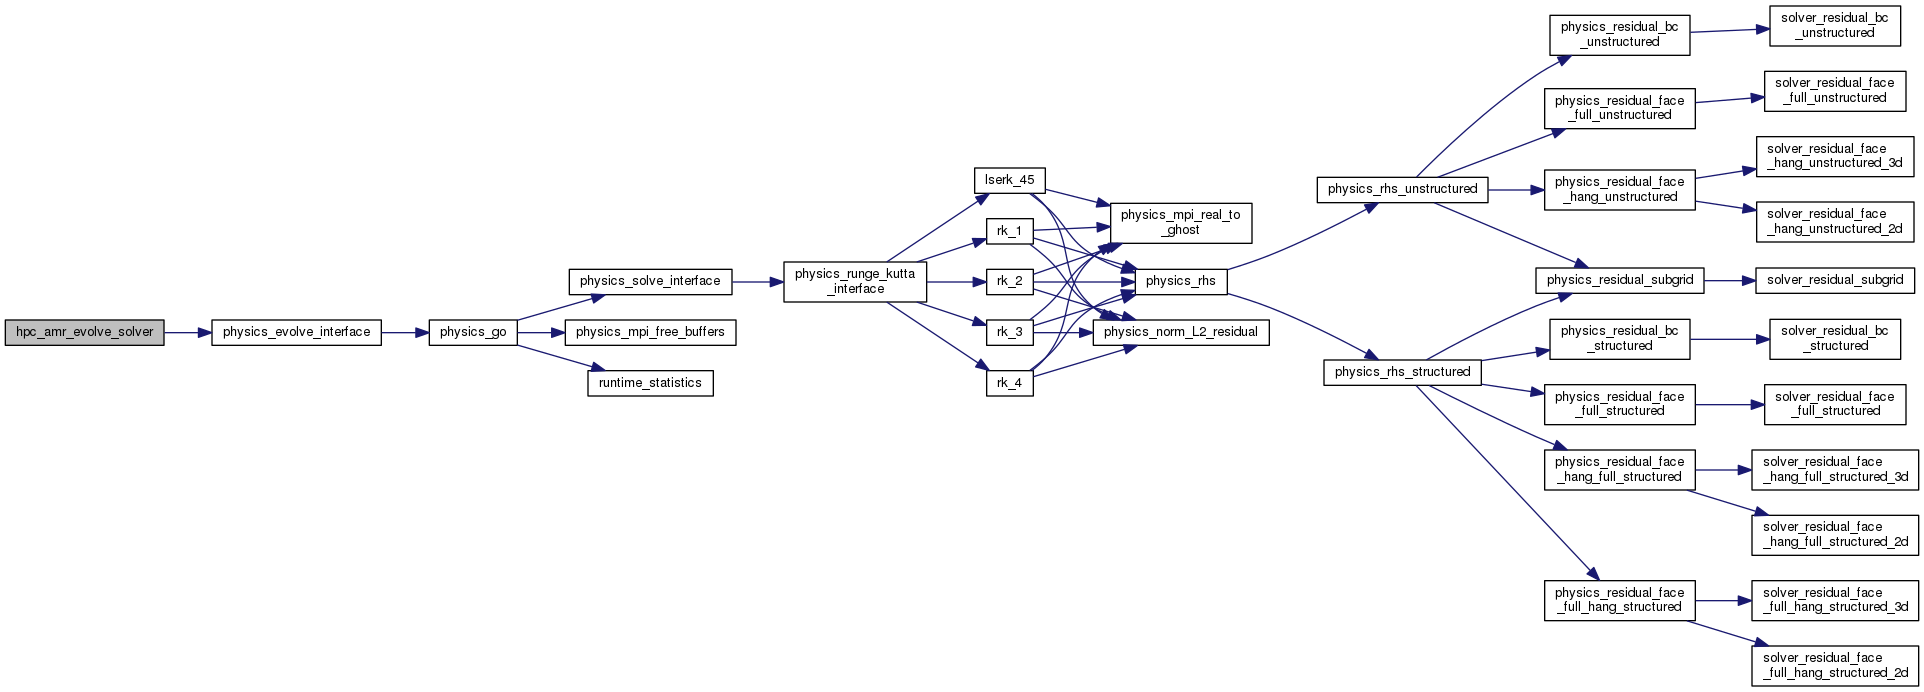 hpc_amr_evolve_solver
physics_evolve_interface
physics_go
physics_solve_interface
physics_mpi_free_buffers
runtime_statistics
physics_runge_kutta
_interface
lserk_45
rk_1
rk_2
rk_3
rk_4
physics_mpi_real_to
_ghost
physics_rhs
physics_norm_L2_residual
physics_rhs_unstructured
physics_rhs_structured
physics_residual_bc
_unstructured
physics_residual_face
_full_unstructured
physics_residual_face
_hang_unstructured
physics_residual_subgrid
physics_residual_bc
_structured
physics_residual_face
_full_structured
physics_residual_face
_hang_full_structured
physics_residual_face
_full_hang_structured
solver_residual_bc
_unstructured
solver_residual_face
_full_unstructured
solver_residual_face
_hang_unstructured_3d
solver_residual_face
_hang_unstructured_2d
solver_residual_subgrid
solver_residual_bc
_structured
solver_residual_face
_full_structured
solver_residual_face
_hang_full_structured_3d
solver_residual_face
_hang_full_structured_2d
solver_residual_face
_full_hang_structured_3d
solver_residual_face
_full_hang_structured_2d